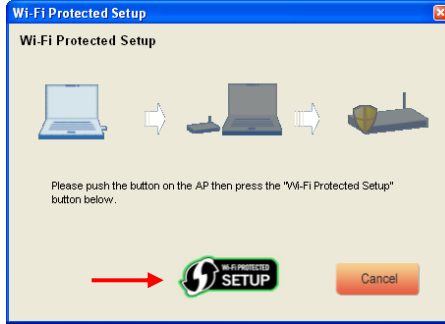 Wi-Fi Protected Setup
Wi-Fi Protected Setup
Please push the button on the AP then press the "Wi-Fi Protected Setup"
button below.
WI-FI PROTECTED
SETUP
Cancel